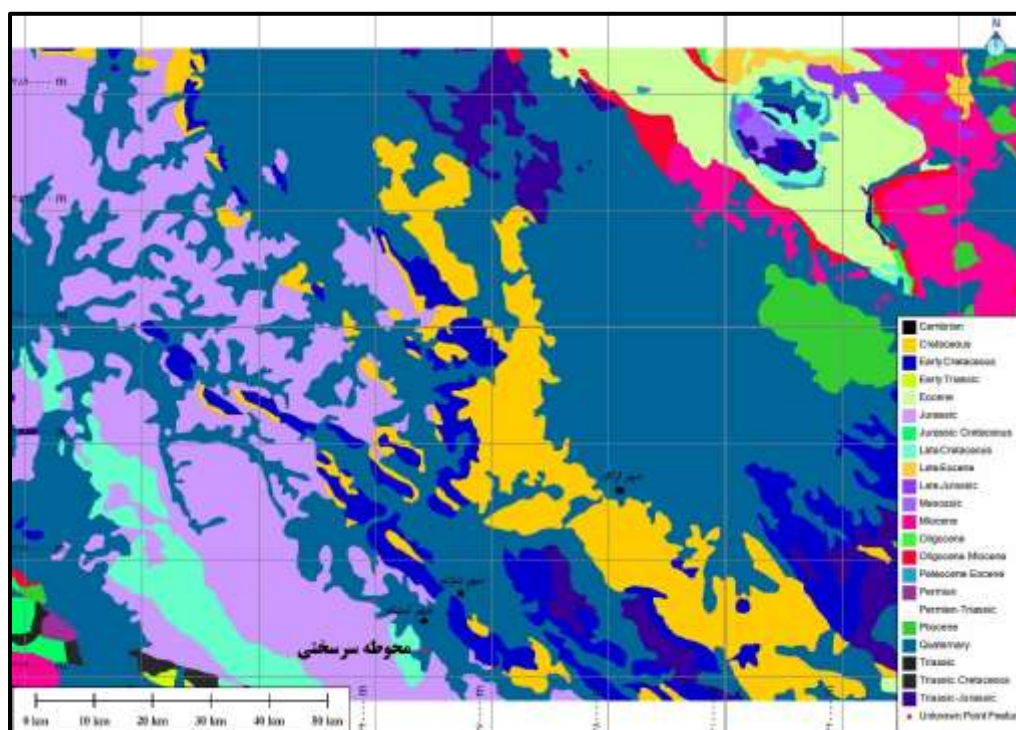 N
m
m
Cambrian
Cretaceous
Early Cretaceous
Early Triassic
Eocene
Jurassic
Jurassic Cretaceous
Late Cretaceous
Late Eocene
Late Jurassic
Mesozoic
Miocene
Oligocene
Oligocene Miocene
Paleocene Eocene
Permian
Permian-Triassic
Pliocene
Quaternary
Triassic
Triassic Cretaceous
Triassic-Jurassic
Unknown Point Featu
محوطه سرسختی
0 km 10 km 20 km 30 km 40 km 50 km